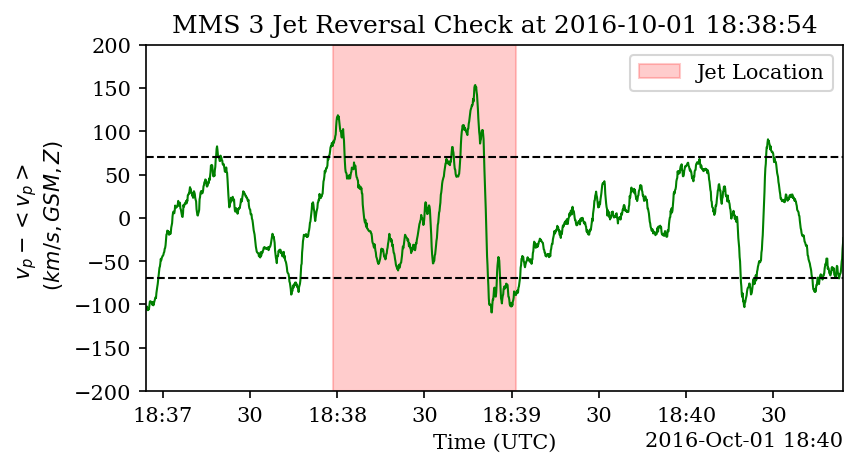 MMS 3 Jet Reversal Check at 2016-10-01 18:38:54
200
150
100
50
0
−50
−100
−150
−200
v_p − < v_p >
(km/s, GSM, Z)
Jet Location
18:37 30 18:38 30 18:39 30 18:40 30
Time (UTC)
2016-Oct-01 18:40